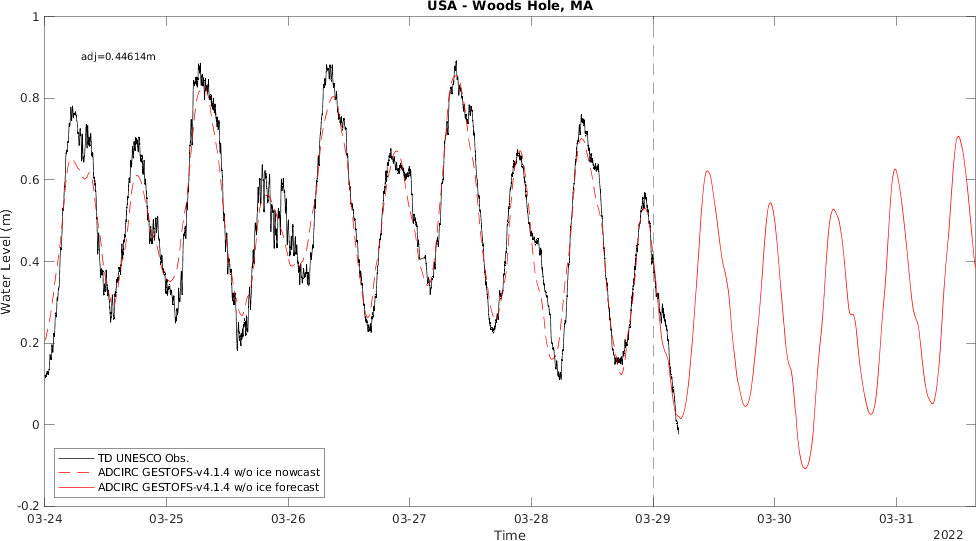 USA - Woods Hole, MA
adj=0.44614m
1
0.8
0.6
0.4
0.2
0
-0.2
Water Level (m)
TD UNESCO Obs.
ADCIRC GESTOFS-v4.1.4 w/o ice nowcast
ADCIRC GESTOFS-v4.1.4 w/o ice forecast
03-24 03-25 03-26 03-27 03-28 03-29 03-30 03-31
Time
2022